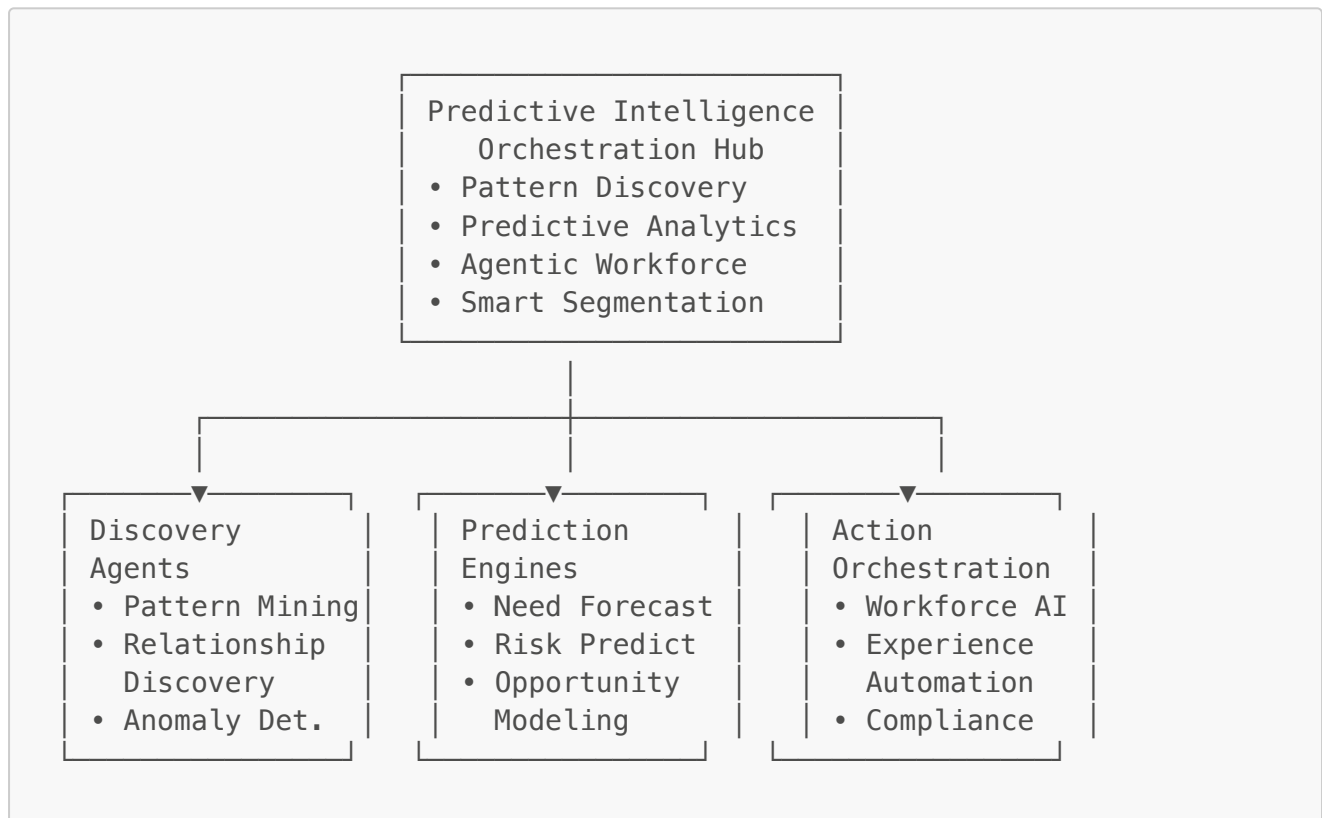 Predictive Intelligence
Orchestration Hub
• Pattern Discovery
• Predictive Analytics
• Agentic Workforce
• Smart Segmentation
Discovery
Agents
• Pattern Mining
• Relationship
Discovery
• Anomaly Det.
Prediction
Engines
• Need Forecast
• Risk Predict
• Opportunity
Modeling
Action
Orchestration
• Workforce AI
• Experience
Automation
• Compliance